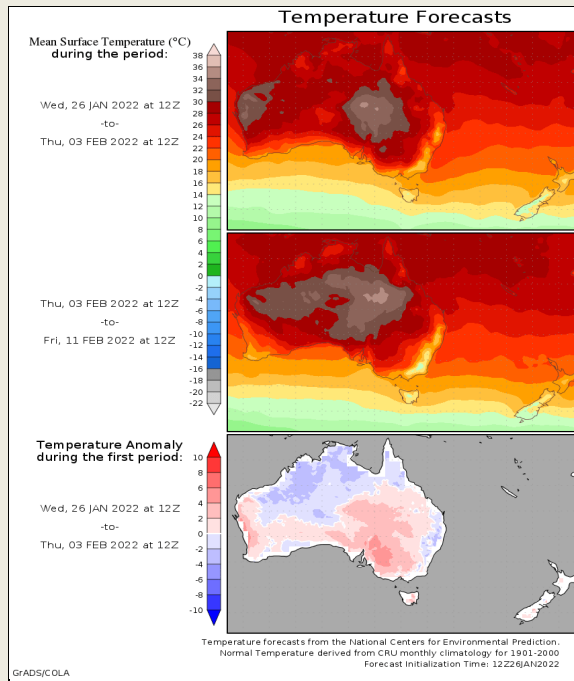 Temperature Forecasts
Mean Surface Temperature (°C)
during the period:
Wed, 26 JAN 2022 at 12Z
-to-
Thu, 03 FEB 2022 at 12Z
38
36
34
32
30
28
26
24
22
20
18
16
14
12
10
8
6
4
2
0
-2
-4
-6
-8
-10
-12
-14
-16
-18
-20
-22
Thu, 03 FEB 2022 at 12Z
-to-
Fri, 11 FEB 2022 at 12Z
Temperature Anomaly
during the first period:
Wed, 26 JAN 2022 at 12Z
-to-
Thu, 03 FEB 2022 at 12Z
10
8
6
4
2
0
-2
-4
-6
-8
-10
Temperature forecasts from the National Centers for Environmental Prediction.
Normal Temperature derived from CRU monthly climatology for 1901-2000
Forecast Initialization Time: 12Z26JAN2022
GrADS/COLA